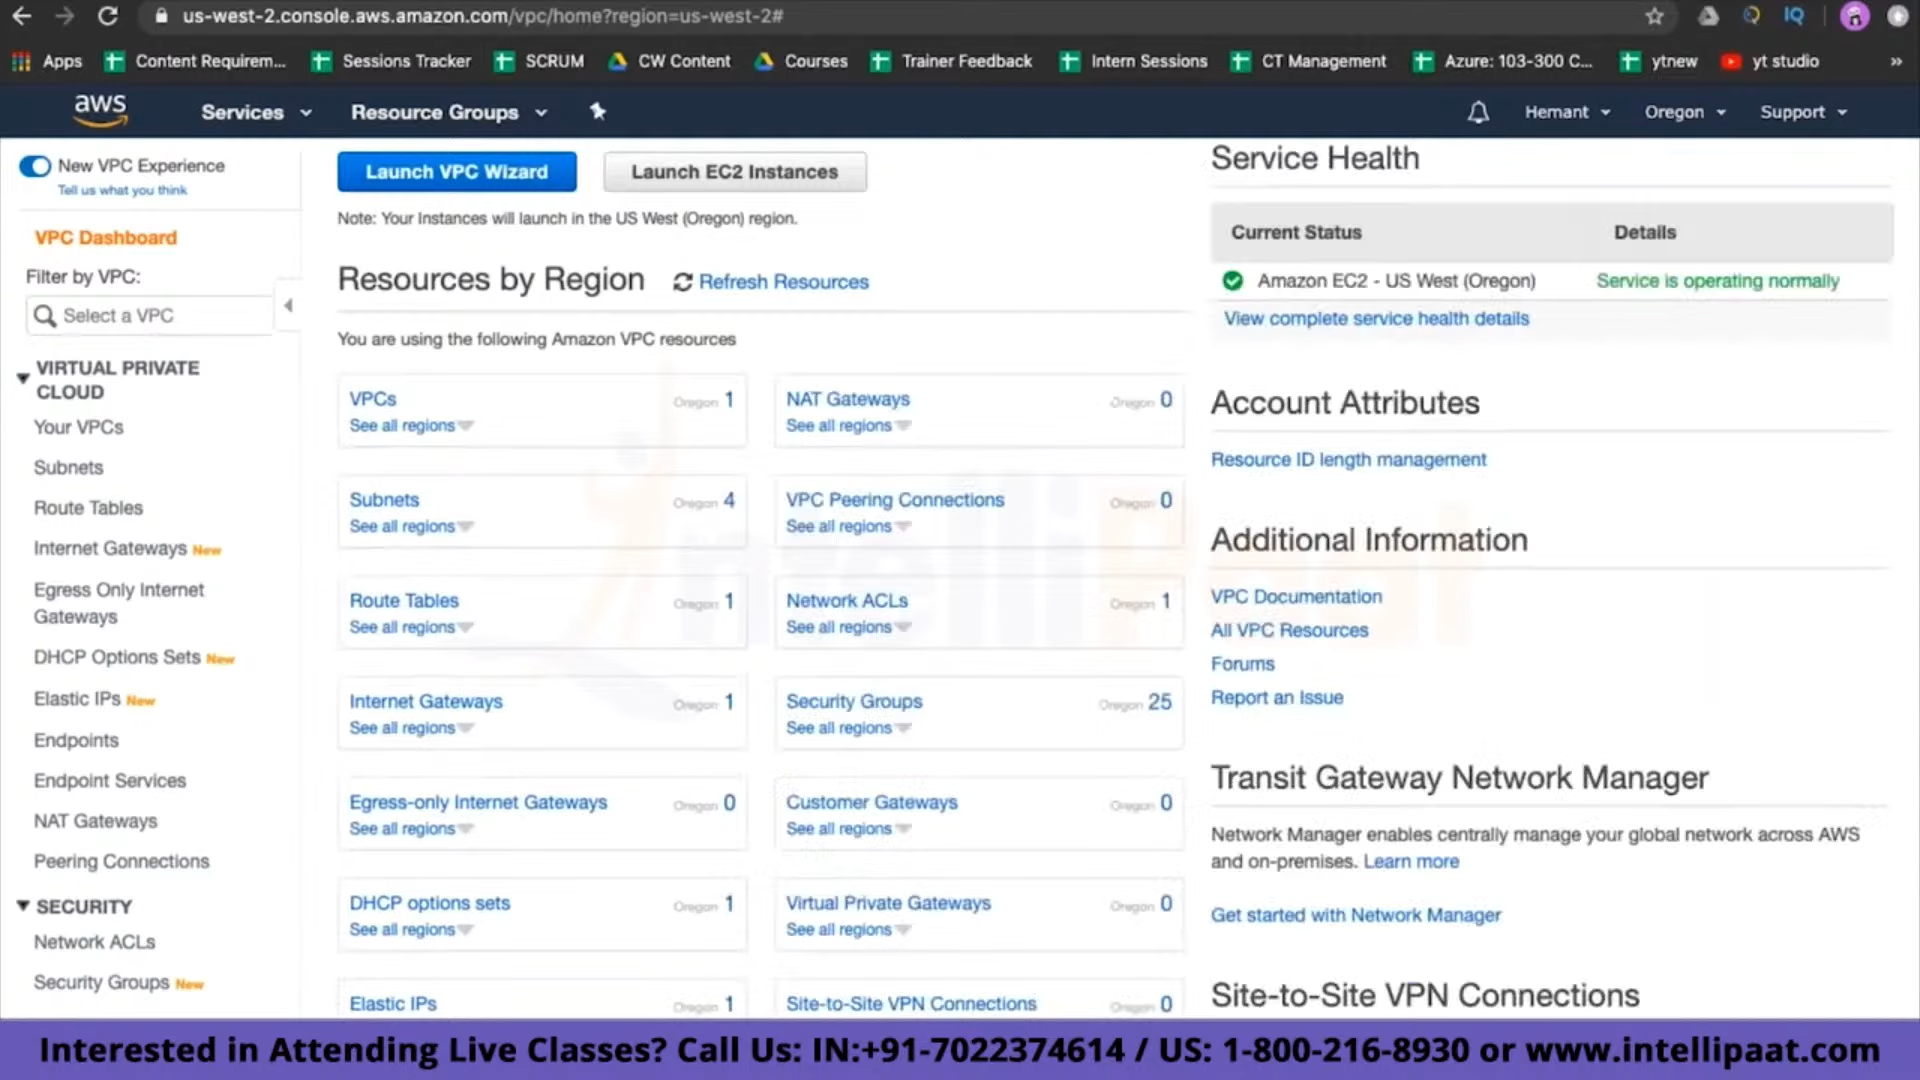 us-west-2.console.aws.amazon.com/vpc/home?region=us-west-2#
Apps
Content Requirem...
Sessions Tracker
SCRUM
CW Content
Courses
Trainer Feedback
Intern Sessions
CT Management
Azure: 103-300 C...
ytnew
yt studio
»
aws
Services
Resource Groups
Hemant
Oregon
Support
New VPC Experience
Tell us what you think
VPC Dashboard
Filter by VPC:
Select a VPC
VIRTUAL PRIVATE
CLOUD
Your VPCs
Subnets
Route Tables
Internet Gateways New
Egress Only Internet
Gateways
DHCP Options Sets New
Elastic IPs New
Endpoints
Endpoint Services
NAT Gateways
Peering Connections
SECURITY
Network ACLs
Security Groups New
Launch VPC Wizard
Launch EC2 Instances
Note: Your Instances will launch in the US West (Oregon) region.
Resources by Region
Refresh Resources
You are using the following Amazon VPC resources
VPCs Oregon 1
See all regions
NAT Gateways Oregon 0
See all regions
Subnets Oregon 4
See all regions
VPC Peering Connections Oregon 0
See all regions
Route Tables Oregon 1
See all regions
Network ACLs Oregon 1
See all regions
Internet Gateways Oregon 1
See all regions
Security Groups Oregon 25
See all regions
Egress-only Internet Gateways Oregon 0
See all regions
Customer Gateways Oregon 0
See all regions
DHCP options sets Oregon 1
See all regions
Virtual Private Gateways Oregon 0
See all regions
Elastic IPs Oregon 1
Site-to-Site VPN Connections Oregon 0
Service Health
Current Status Details
Amazon EC2 - US West (Oregon) Service is operating normally
View complete service health details
Account Attributes
Resource ID length management
Additional Information
VPC Documentation
All VPC Resources
Forums
Report an Issue
Transit Gateway Network Manager
Network Manager enables centrally manage your global network across AWS
and on-premises. Learn more
Get started with Network Manager
Site-to-Site VPN Connections
intelliPaat
Interested in Attending Live Classes? Call Us: IN:+91-7022374614 / US: 1-800-216-8930 or www.intellipaat.com